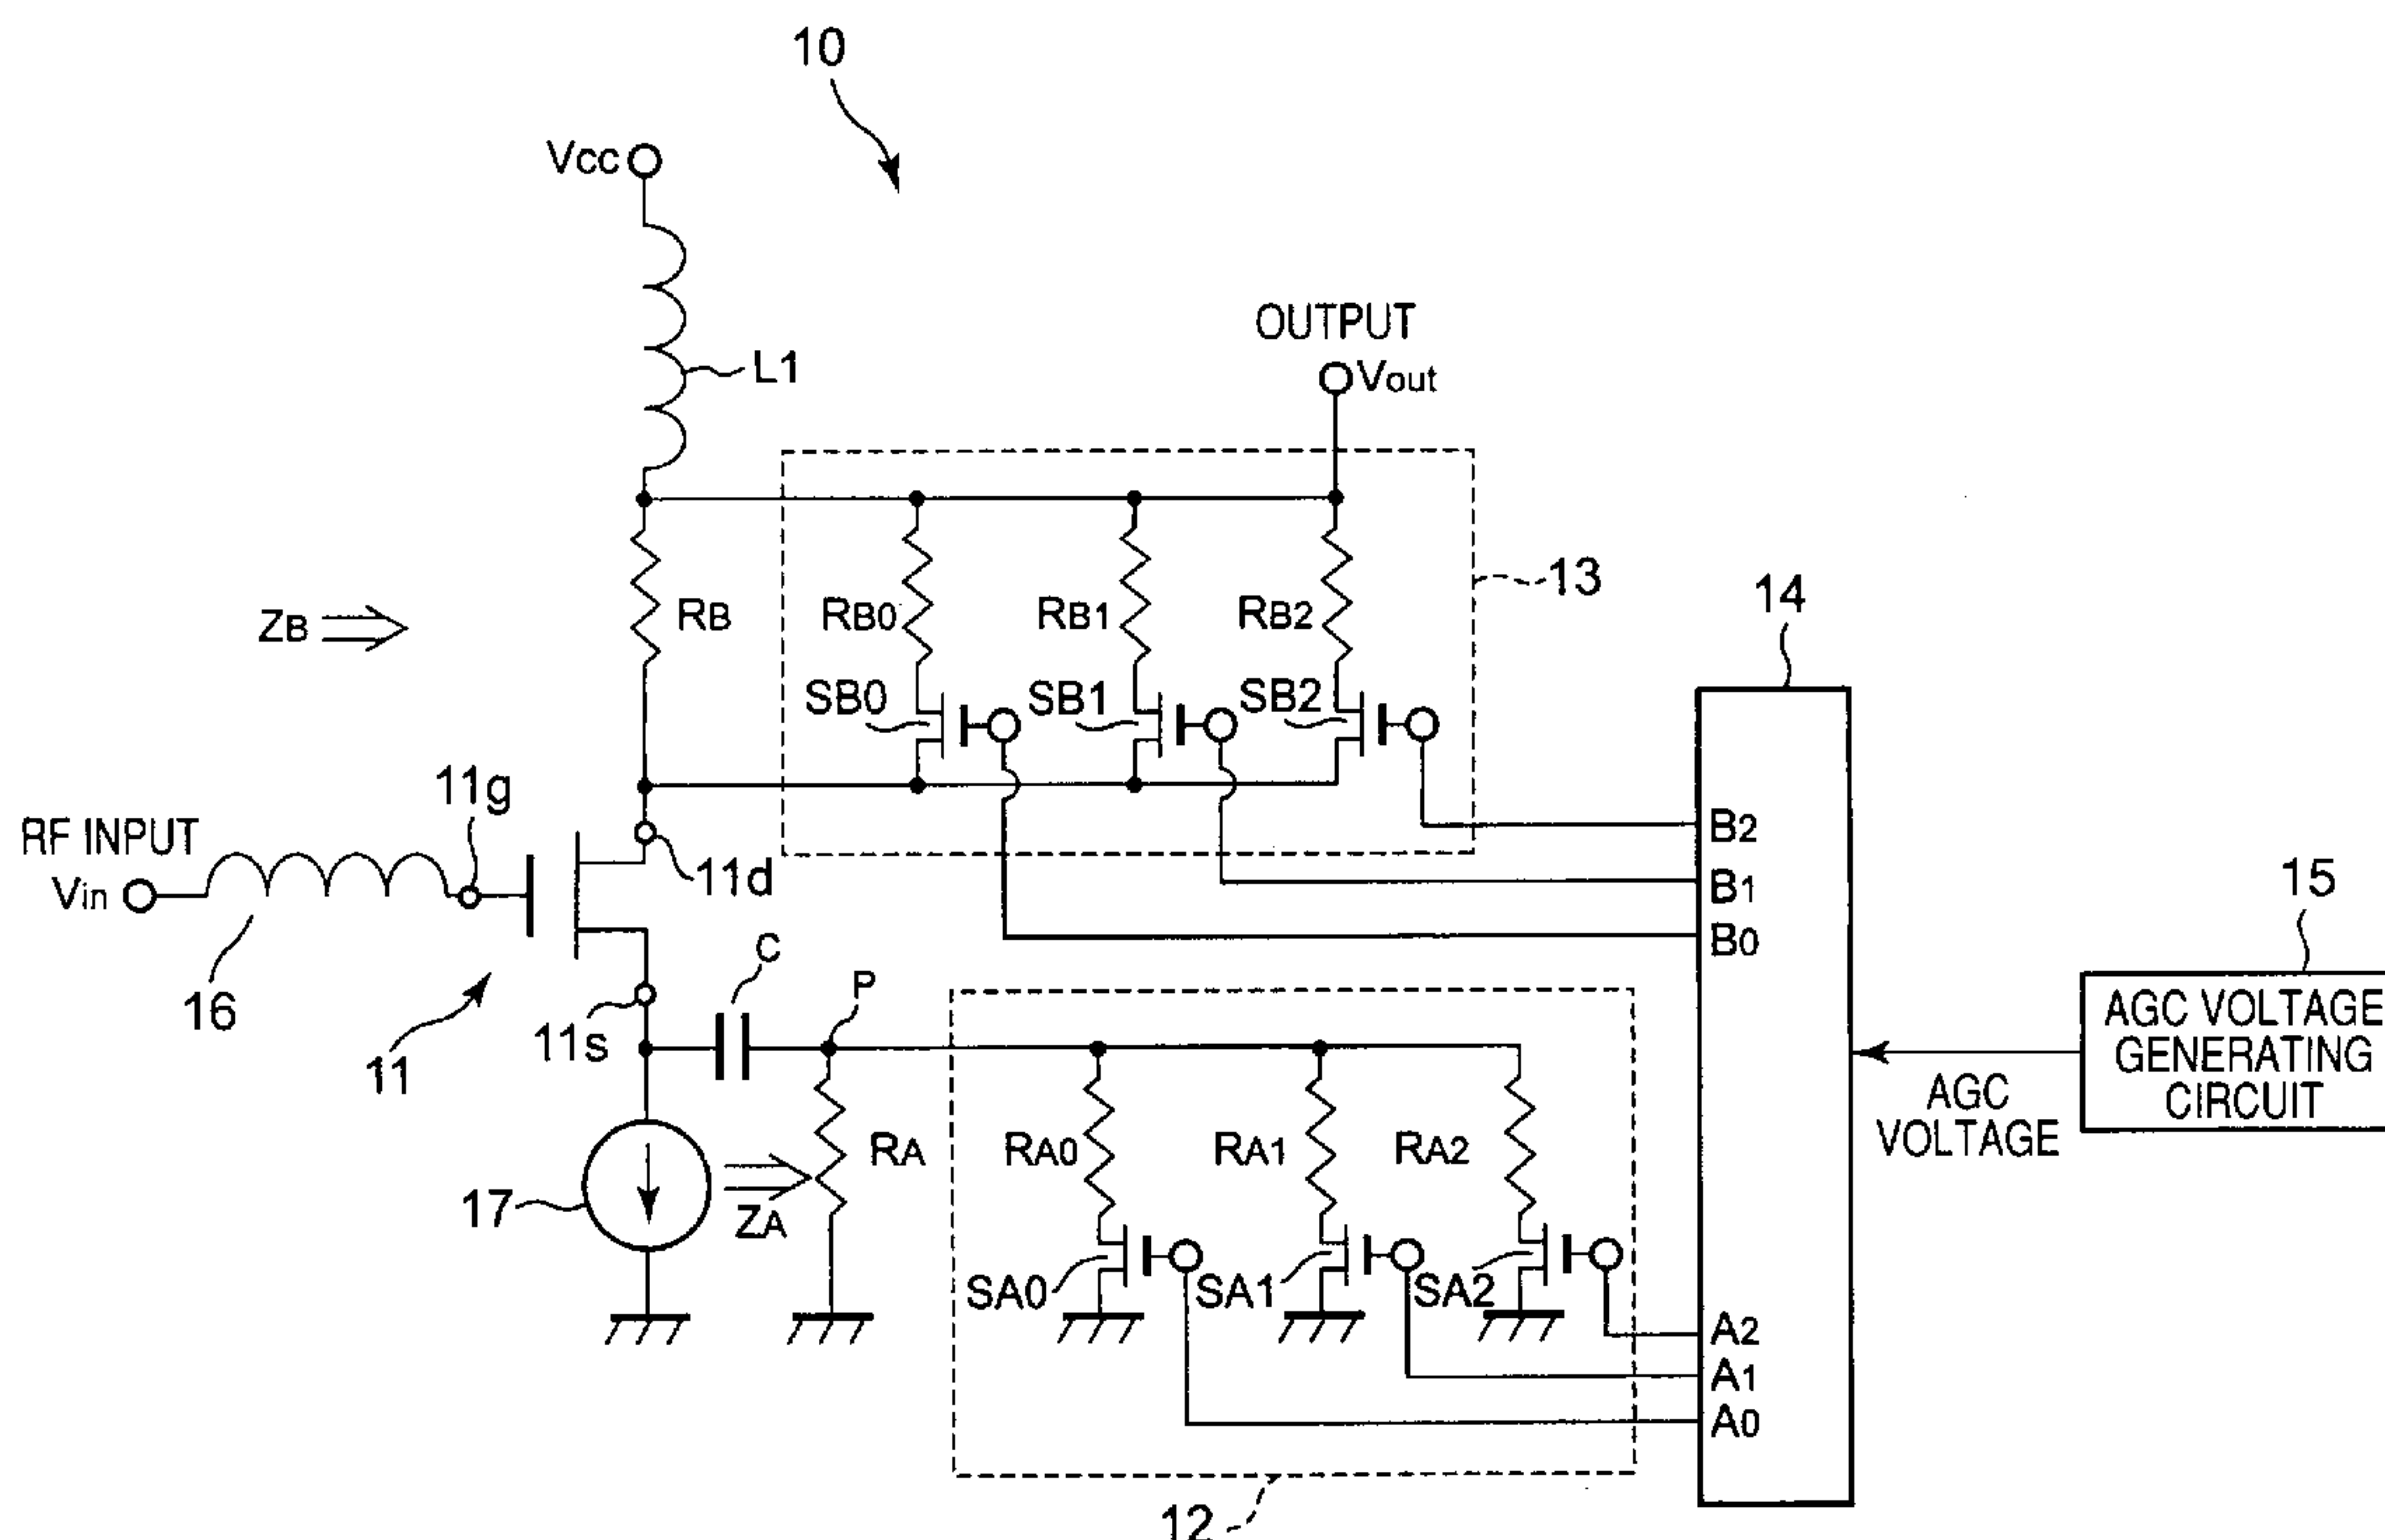 10
Vcc
L1
OUTPUT
Vout
13
ZB
RB
RB0
RB1
RB2
SB0
SB1
SB2
14
11g
RF INPUT
Vin
11d
B2
B1
B0
15
16
11
11s
C
P
AGC VOLTAGE
GENERATING
CIRCUIT
AGC
VOLTAGE
17
ZA
RA
RA0
RA1
RA2
SA0
SA1
SA2
A2
A1
A0
12